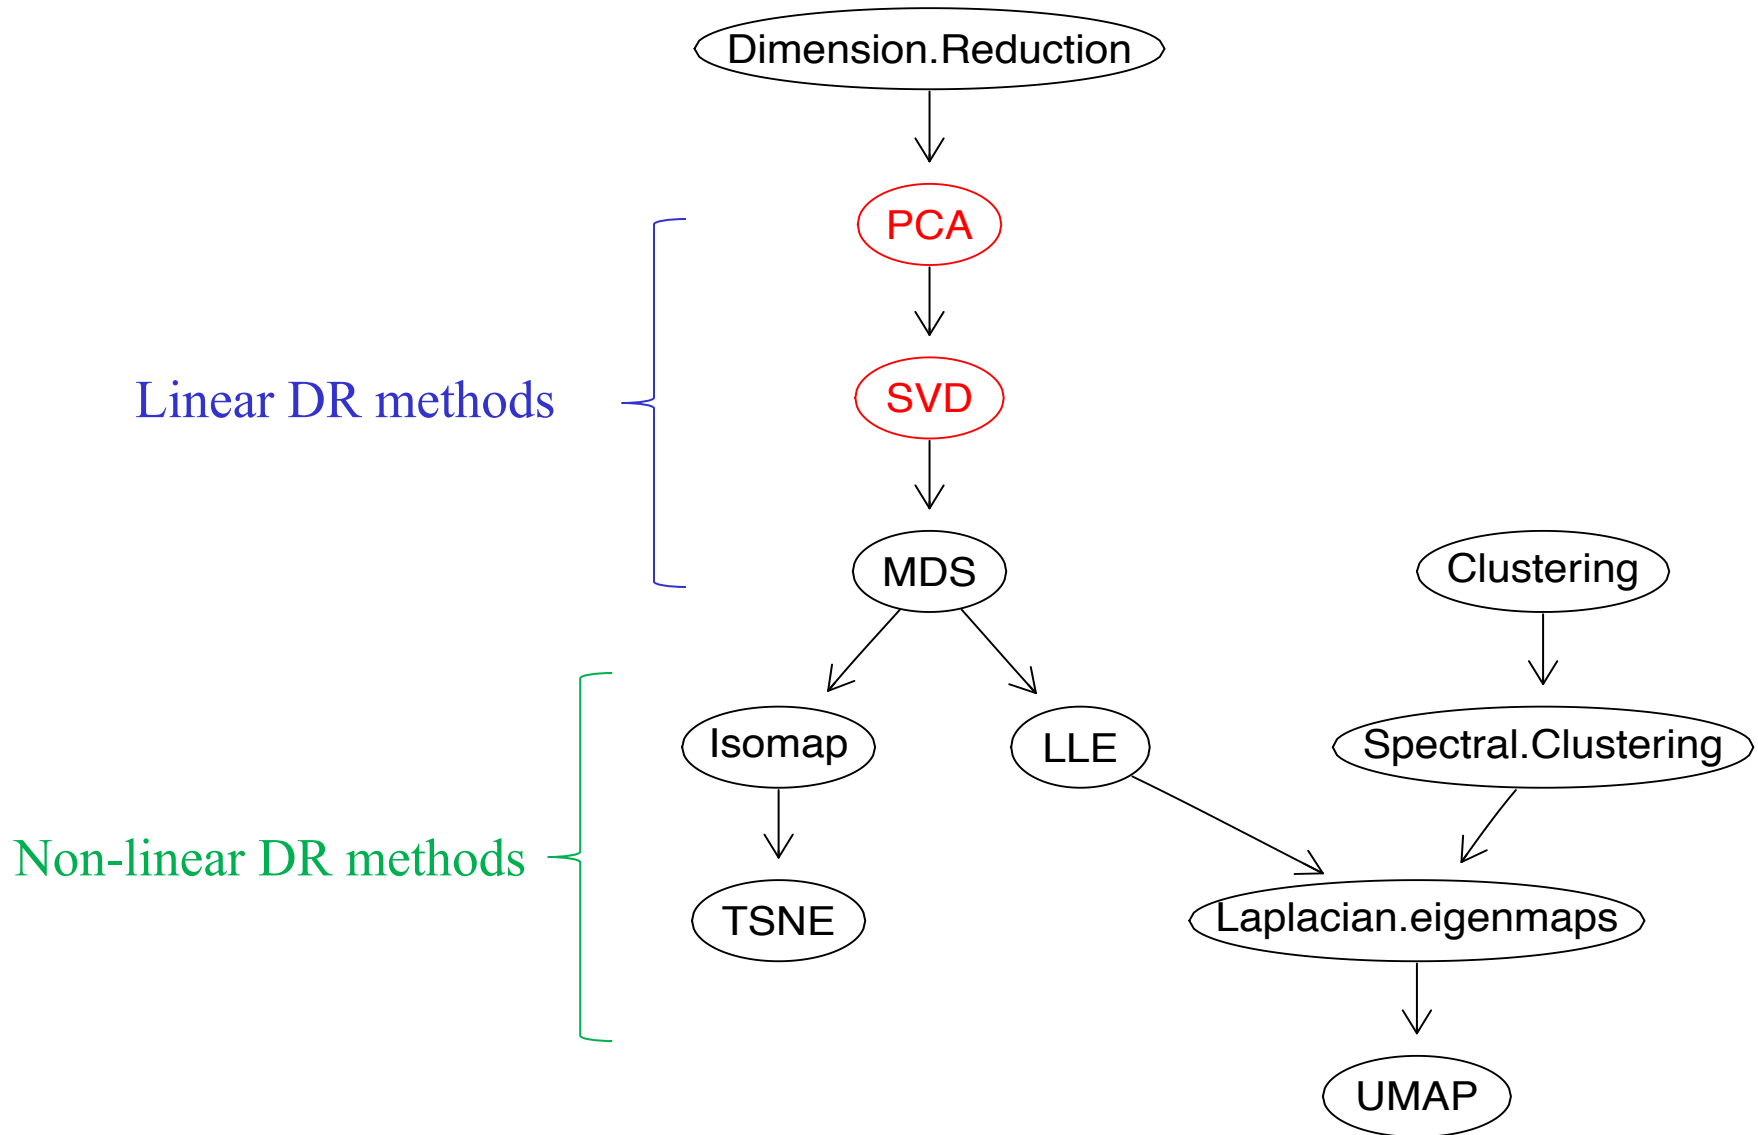 Dimension.Reduction
PCA
SVD
Linear DR methods
MDS
Clustering
Isomap
LLE
Spectral.Clustering
Non-linear DR methods
TSNE
Laplacian.eigenmaps
UMAP